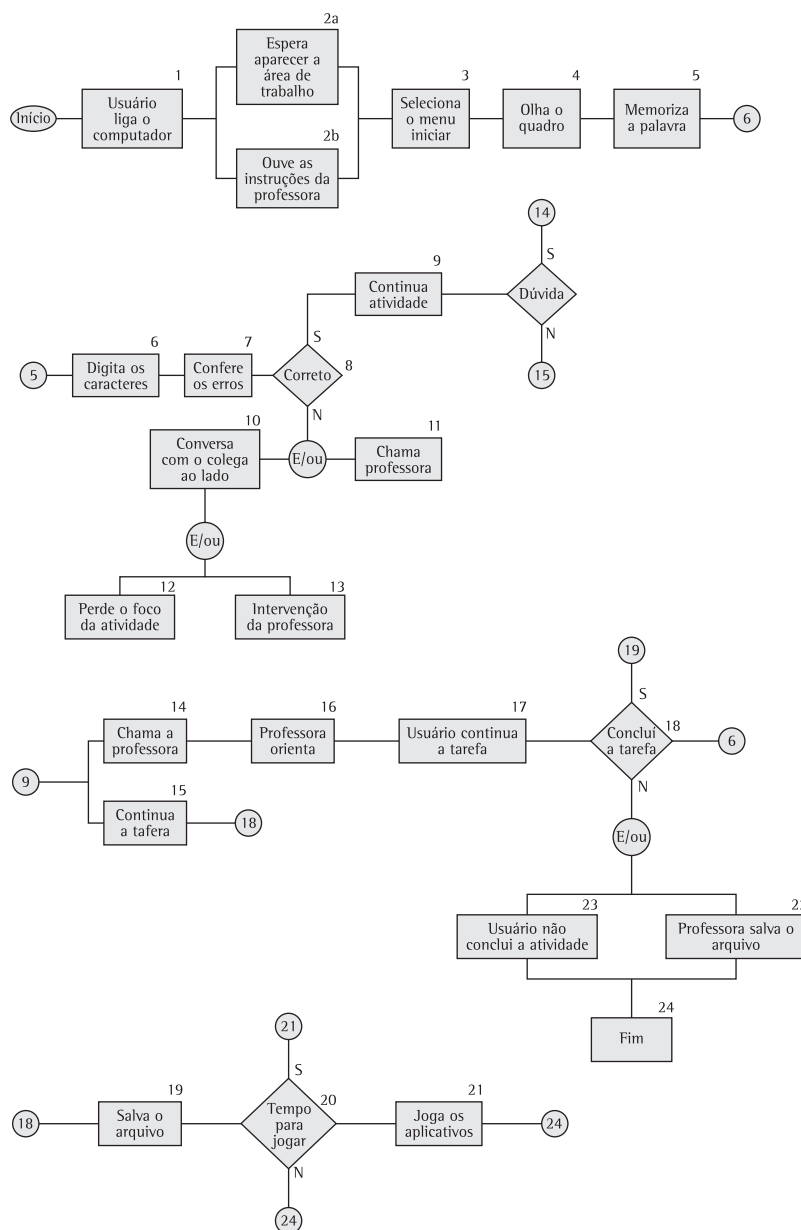 2a
Espera
aparecer a
área de
trabalho
1
Usuário
liga o
computador
Início
2b
Ouve as
instruções da
professora
3
Seleciona
o menu
iniciar
4
Olha o
quadro
5
Memoriza
a palavra
6
14
S
9
Continua
atividade
Dúvida
N
15
5
6
Digita os
caracteres
7
Confere
os erros
S
Correto
8
N
10
Conversa
com o colega
ao lado
E/ou
11
Chama
professora
E/ou
12
Perde o foco
da atividade
13
Intervenção
da professora
19
S
14
Chama a
professora
16
Professora
orienta
17
Usuário continua
a tarefa
Concluí
a tarefa
18
6
N
9
15
Continua
a tafera
18
E/ou
23
Usuário não
conclui a atividade
Professora salva o
arquivo
24
Fim
21
S
18
19
Salva o
arquivo
20
Tempo
para
jogar
21
Joga os
aplicativos
24
N
24